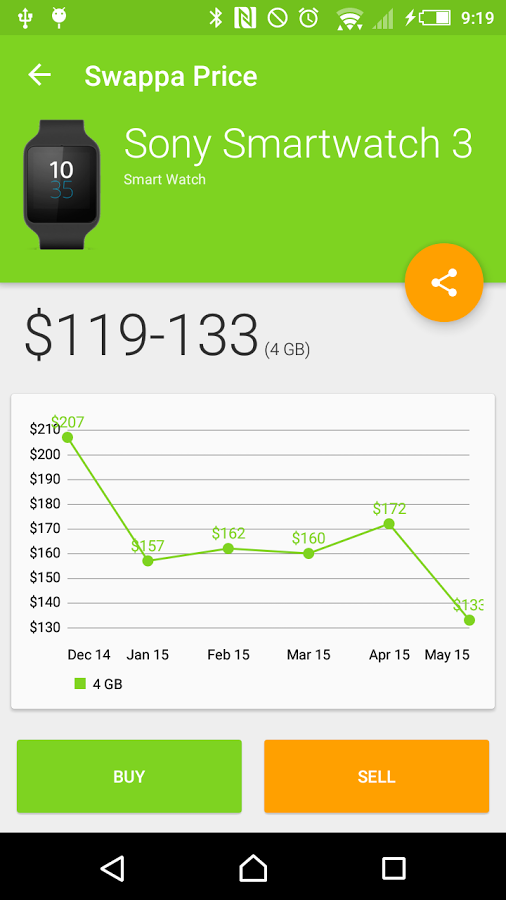 9:19
Swappa Price
Sony Smartwatch 3
Smart Watch
10
35
$119-133 (4 GB)
$207
$210
$200
$190
$180
$172
$170
$162
$160
$157
$160
$150
$140
$133
$130
Dec 14 Jan 15 Feb 15 Mar 15 Apr 15 May 15
4 GB
BUY SELL